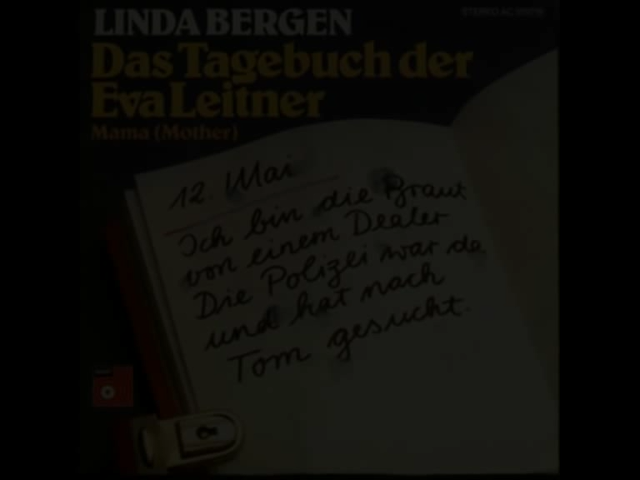 LINDA BERGEN
Das Tagebuch der
Eva Leitner
Mama (Mother)
12. Mai
Ich bin die Braut
von einem Dealer
Die Polizei war da
und hat nach
Tom gesucht.